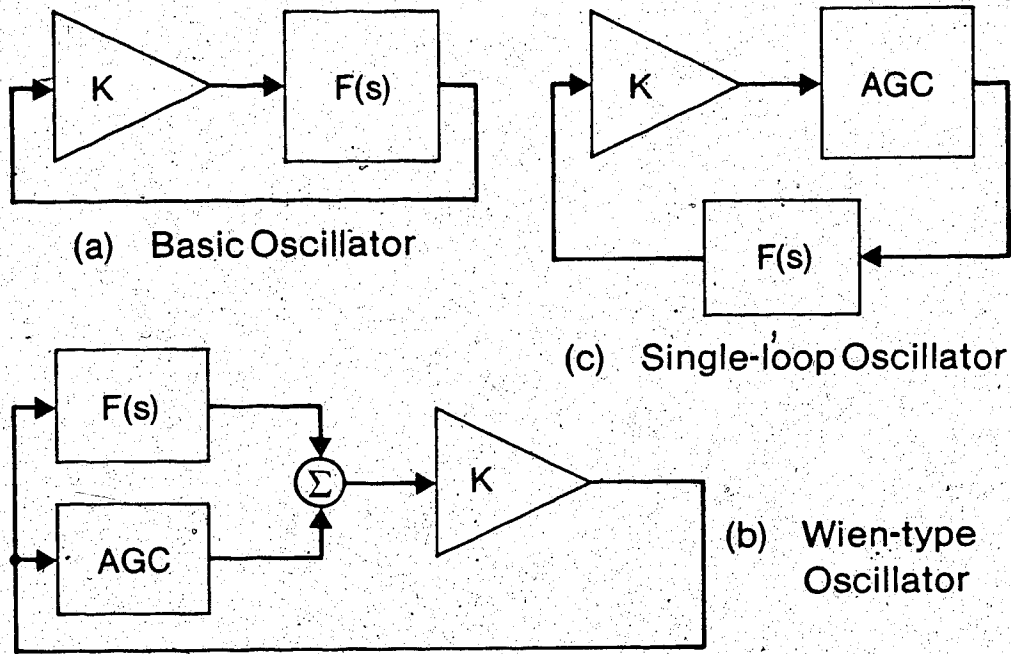 K
F(s)
(a) Basic Oscillator
K
AGC
F(s)
(c) Single-loop Oscillator
F(s)
AGC
Σ
K
(b) Wien-type
Oscillator